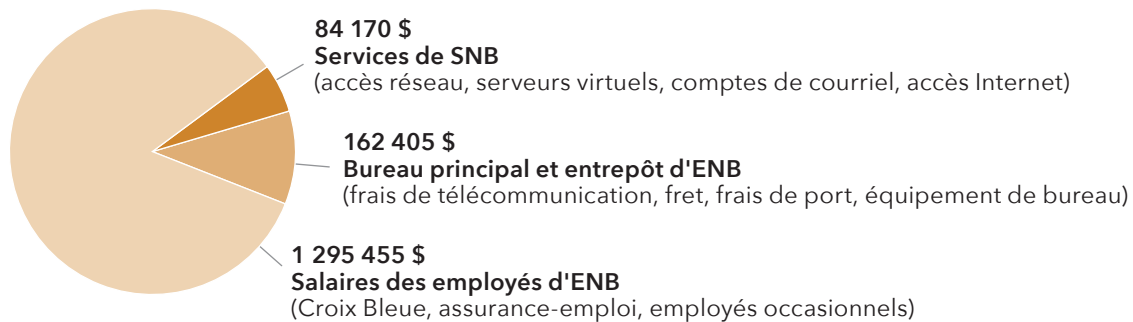 84 170 $
Services de SNB
(accès réseau, serveurs virtuels, comptes de courriel, accès Internet)
162 405 $
Bureau principal et entrepôt d'ENB
(frais de télécommunication, fret, frais de port, équipement de bureau)
1 295 455 $
Salaires des employés d'ENB
(Croix Bleue, assurance-emploi, employés occasionnels)